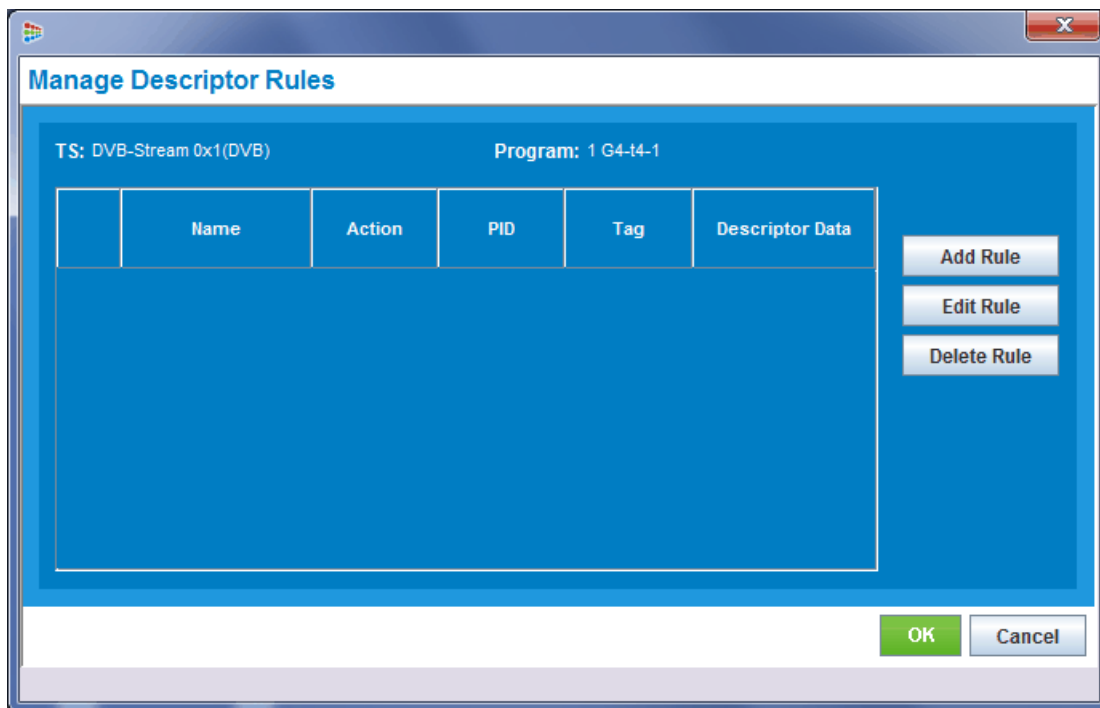 Manage Descriptor Rules
TS: DVB-Stream 0x1(DVB) Program: 1 G4-t4-1
Name Action PID Tag Descriptor Data
Add Rule
Edit Rule
Delete Rule
OK Cancel